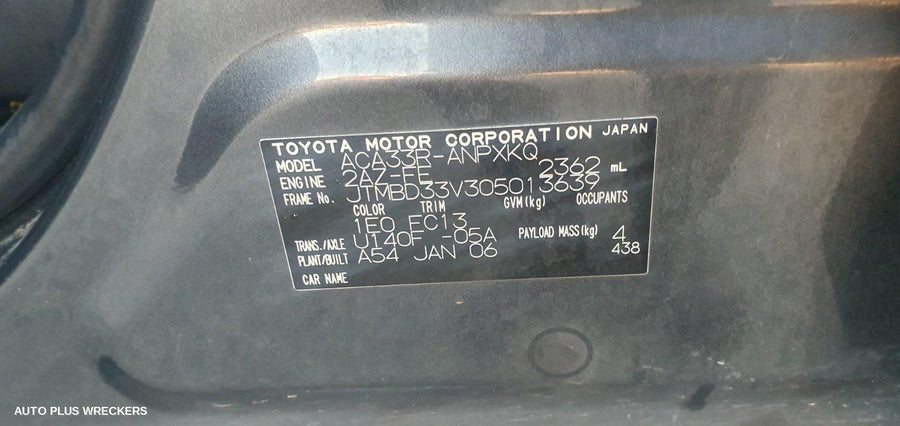 TOYOTA MOTOR CORPORATION JAPAN
MODEL ACA33R-ANPXKQ
ENGINE 2AZ-FE 2362 mL
FRAME No. JTMBD33V305013639
COLOR TRIM GVM(kg) OCCUPANTS
1E0 FC13
TRANS./AXLE U140F -05A PAYLOAD MASS(kg) 4
PLANT/BUILT A54 JAN 06 438
CAR NAME
AUTO PLUS WRECKERS